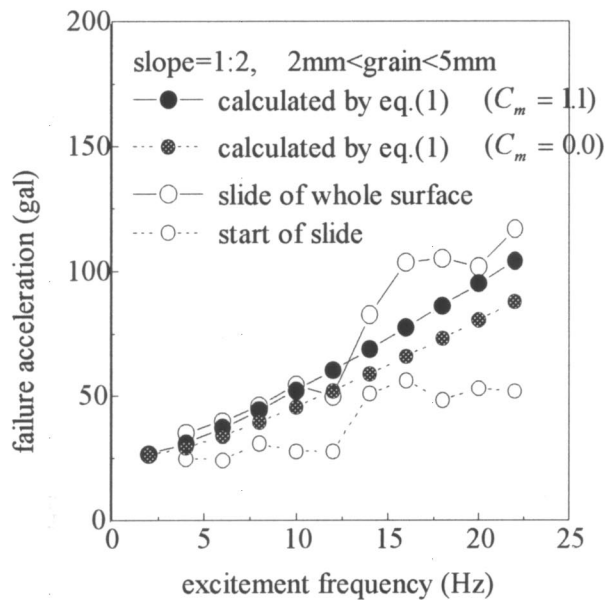 200
150
100
50
0
failure acceleration (gal)
slope=1:2, 2mm<grain<5mm
calculated by eq.(1) (C_m = 1.1)
calculated by eq.(1) (C_m = 0.0)
slide of whole surface
start of slide
0 5 10 15 20 25
excitement frequency (Hz)